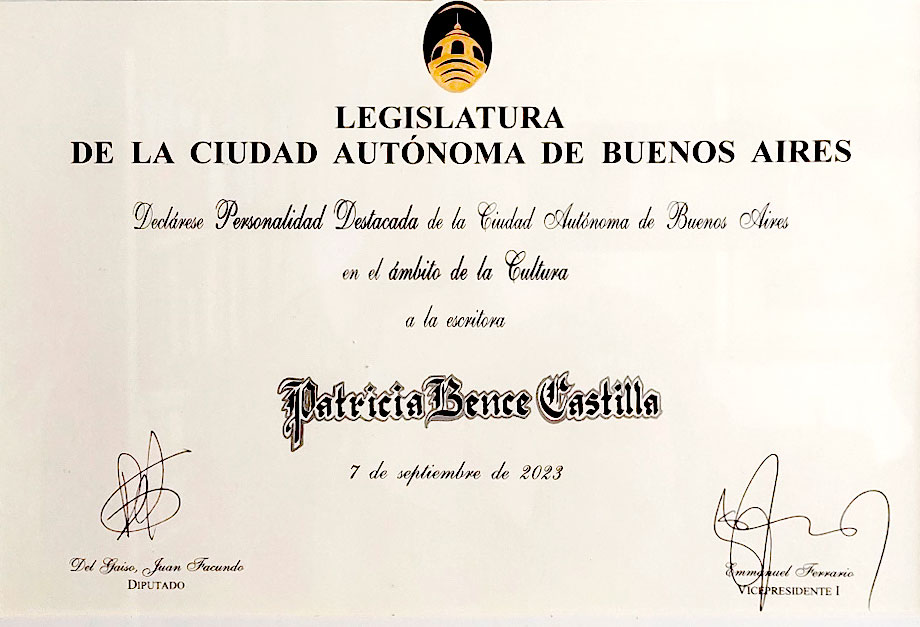 LEGISLATURA
DE LA CIUDAD AUTÓNOMA DE BUENOS AIRES
Declárese Personalidad Destacada de la Ciudad Autónoma de Buenos Aires
en el ámbito de la Cultura
a la escritora
Patricia Bence Castilla
7 de septiembre de 2023
Del Gaiso, Juan Facundo
DIPUTADO
Emmanuel Ferrario
VICEPRESIDENTE I